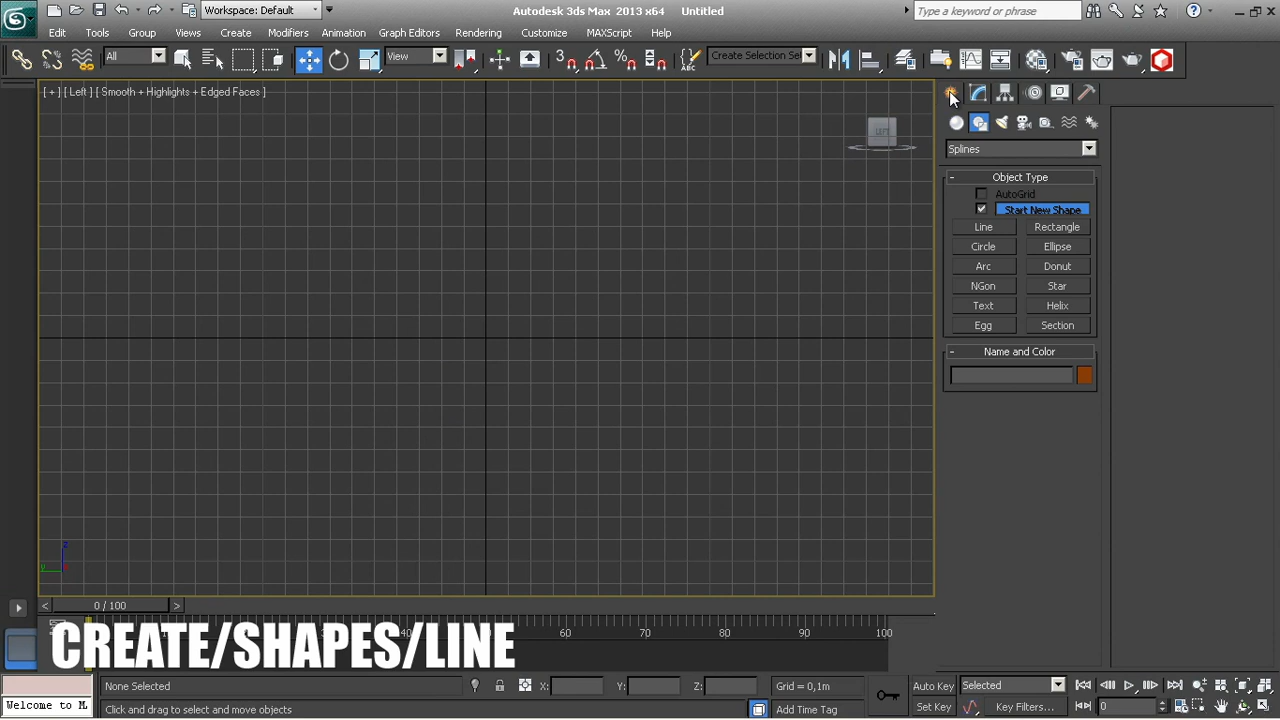 Workspace: Default
Autodesk 3ds Max 2013 x64 Untitled
Type a keyword or phrase
Edit Tools Group Views Create Modifiers Animation Graph Editors Rendering Customize MAXScript Help
All
View
3
%
ABC
Create Selection Se
[ + ] [ Left ] [ Smooth + Highlights + Edged Faces ]
LEFT
Splines
- Object Type
AutoGrid
Start New Shape
Line Rectangle
Circle Ellipse
Arc Donut
NGon Star
Text Helix
Egg Section
- Name and Color
z
y
< 0 / 100 >
60 70 80 90 100
CREATE/SHAPES/LINE
None Selected X: Y: Z: Grid = 0,1m Auto Key Selected
Welcome to M Click and drag to select and move objects Add Time Tag Set Key Key Filters... 0